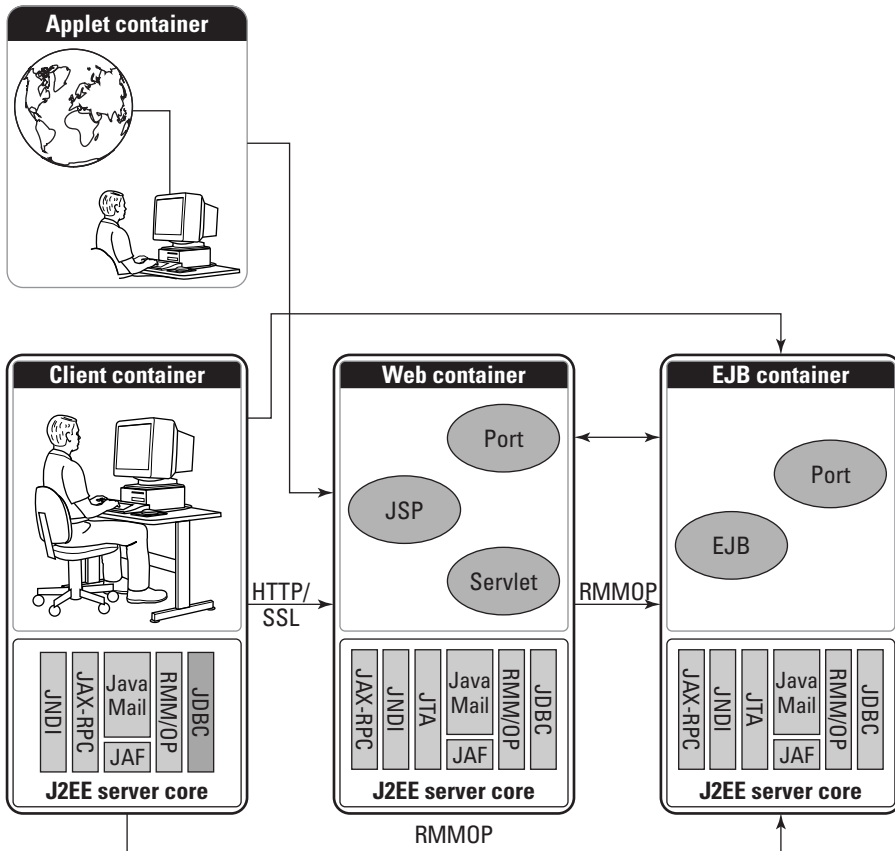 Applet container
Client container
HTTP/
SSL
JNDI
JAX-RPC
Java
Mail
JAF
RMM/OP
JDBC
J2EE server core
Web container
Port
JSP
Servlet
RMMOP
JAX-RPC
JNDI
JTA
Java
Mail
JAF
RMM/OP
JDBC
J2EE server core
EJB container
Port
EJB
JAX-RPC
JNDI
JTA
Java
Mail
JAF
RMM/OP
JDBC
J2EE server core
RMMOP